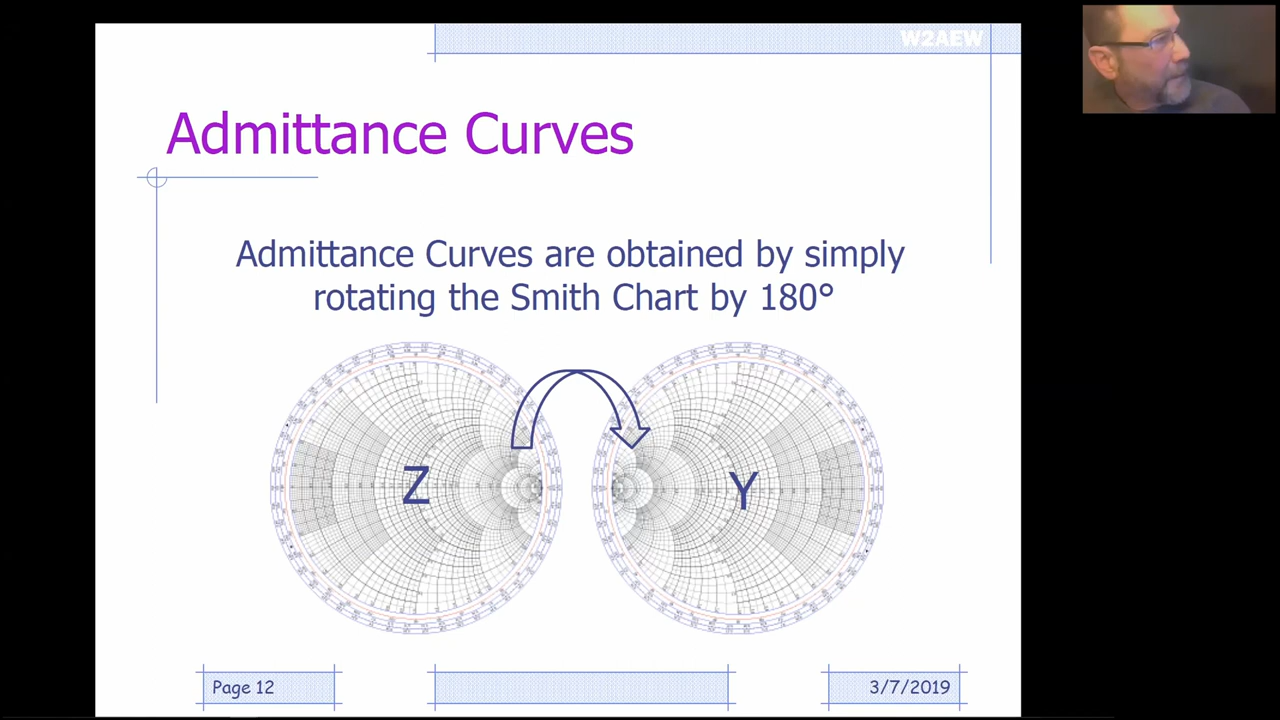 W2AEW
Admittance Curves
Admittance Curves are obtained by simply
rotating the Smith Chart by 180°
Z
Y
Page 12
3/7/2019